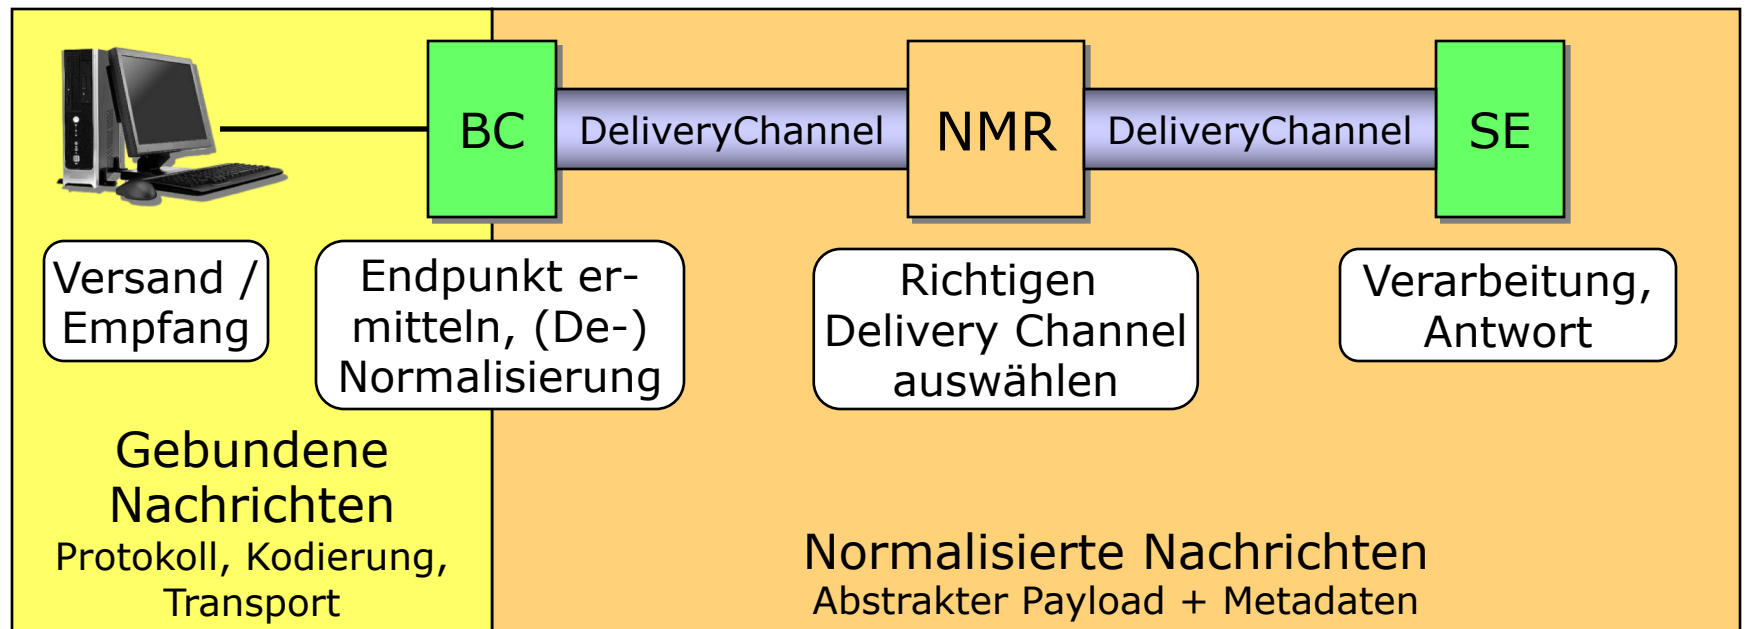 BC
DeliveryChannel
NMR
DeliveryChannel
SE
Versand /
Empfang
Endpunkt er-
mitteln, (De-)
Normalisierung
Richtigen
Delivery Channel
auswählen
Verarbeitung,
Antwort
Gebundene
Nachrichten
Protokoll, Kodierung,
Transport
Normalisierte Nachrichten
Abstrakter Payload + Metadaten